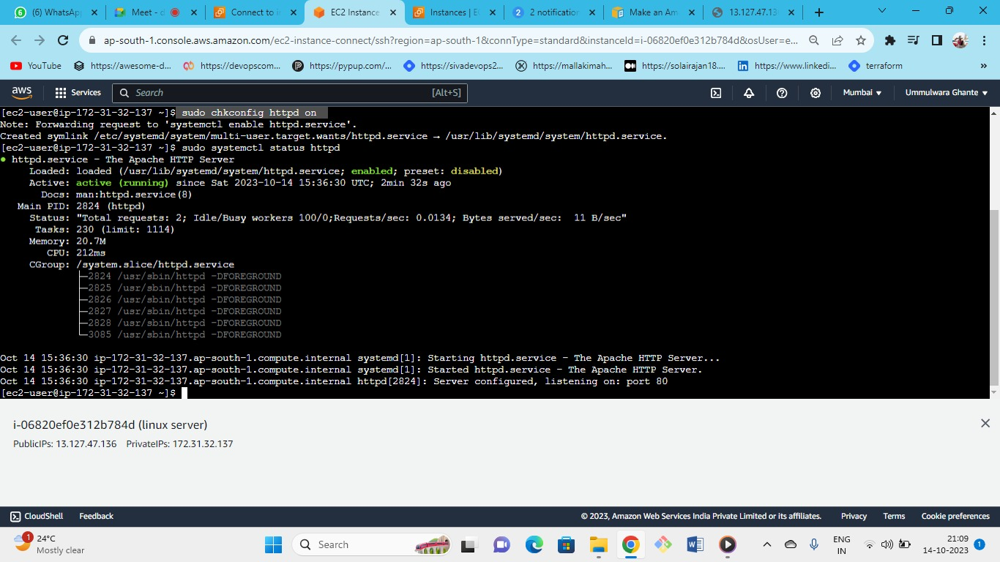 (6) WhatsAp
Meet - d
Connect to i
EC2 Instance
Instances | E
2 notification
Make an Am
13.127.47.13
ap-south-1.console.aws.amazon.com/ec2-instance-connect/ssh?region=ap-south-1&connType=standard&instanceId=i-06820ef0e312b784d&osUser=e...
YouTube
https://awesome-d...
https://devopscom...
https://pypup.com/...
https://sivadevops2...
https://mallakimah...
https://solairajan18....
https://www.linkedi...
terraform
»
aws
Services
Search
[Alt+S]
Mumbai
Ummulwara Ghante
[ec2-user@ip-172-31-32-137 ~]$ sudo chkconfig httpd on
Note: Forwarding request to 'systemctl enable httpd.service'.
Created symlink /etc/systemd/system/multi-user.target.wants/httpd.service → /usr/lib/systemd/system/httpd.service.
[ec2-user@ip-172-31-32-137 ~]$ sudo systemctl status httpd
● httpd.service - The Apache HTTP Server
Loaded: loaded (/usr/lib/systemd/system/httpd.service; enabled; preset: disabled)
Active: active (running) since Sat 2023-10-14 15:36:30 UTC; 2min 32s ago
Docs: man:httpd.service(8)
Main PID: 2824 (httpd)
Status: "Total requests: 2; Idle/Busy workers 100/0;Requests/sec: 0.0134; Bytes served/sec:  11 B/sec"
Tasks: 230 (limit: 1114)
Memory: 20.7M
CPU: 212ms
CGroup: /system.slice/httpd.service
├─2824 /usr/sbin/httpd -DFOREGROUND
├─2825 /usr/sbin/httpd -DFOREGROUND
├─2826 /usr/sbin/httpd -DFOREGROUND
├─2827 /usr/sbin/httpd -DFOREGROUND
├─2828 /usr/sbin/httpd -DFOREGROUND
└─3085 /usr/sbin/httpd -DFOREGROUND
Oct 14 15:36:30 ip-172-31-32-137.ap-south-1.compute.internal systemd[1]: Starting httpd.service - The Apache HTTP Server...
Oct 14 15:36:30 ip-172-31-32-137.ap-south-1.compute.internal systemd[1]: Started httpd.service - The Apache HTTP Server.
Oct 14 15:36:30 ip-172-31-32-137.ap-south-1.compute.internal httpd[2824]: Server configured, listening on: port 80
[ec2-user@ip-172-31-32-137 ~]$
i-06820ef0e312b784d (linux server)
PublicIPs: 13.127.47.136 PrivateIPs: 172.31.32.137
CloudShell
Feedback
© 2023, Amazon Web Services India Private Limited or its affiliates.
Privacy
Terms
Cookie preferences
1
24°C
Mostly clear
Search
ENG
IN
21:09
14-10-2023
1